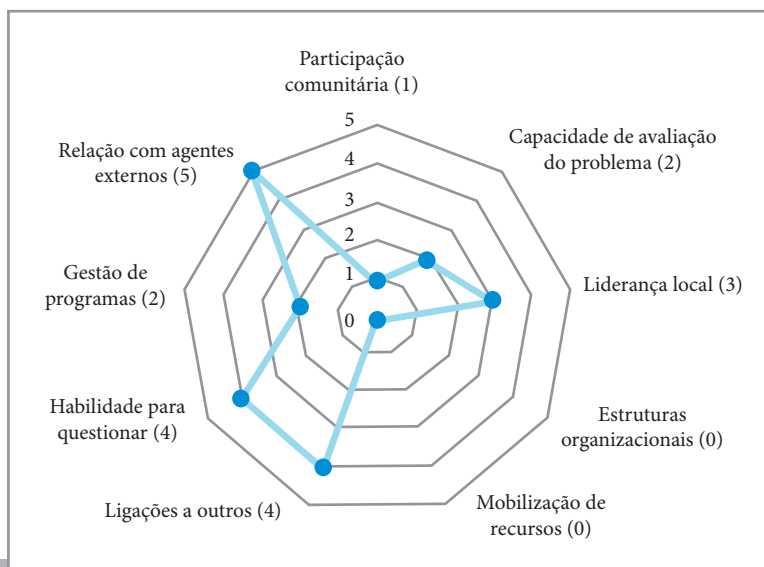 Participação
comunitária (1)
Capacidade de avaliação
do problema (2)
Liderança local (3)
Estruturas
organizacionais (0)
Mobilização de
recursos (0)
Ligações a outros (4)
Habilidade para
questionar (4)
Gestão de
programas (2)
Relação com agentes
externos (5)
5
4
3
2
1
0